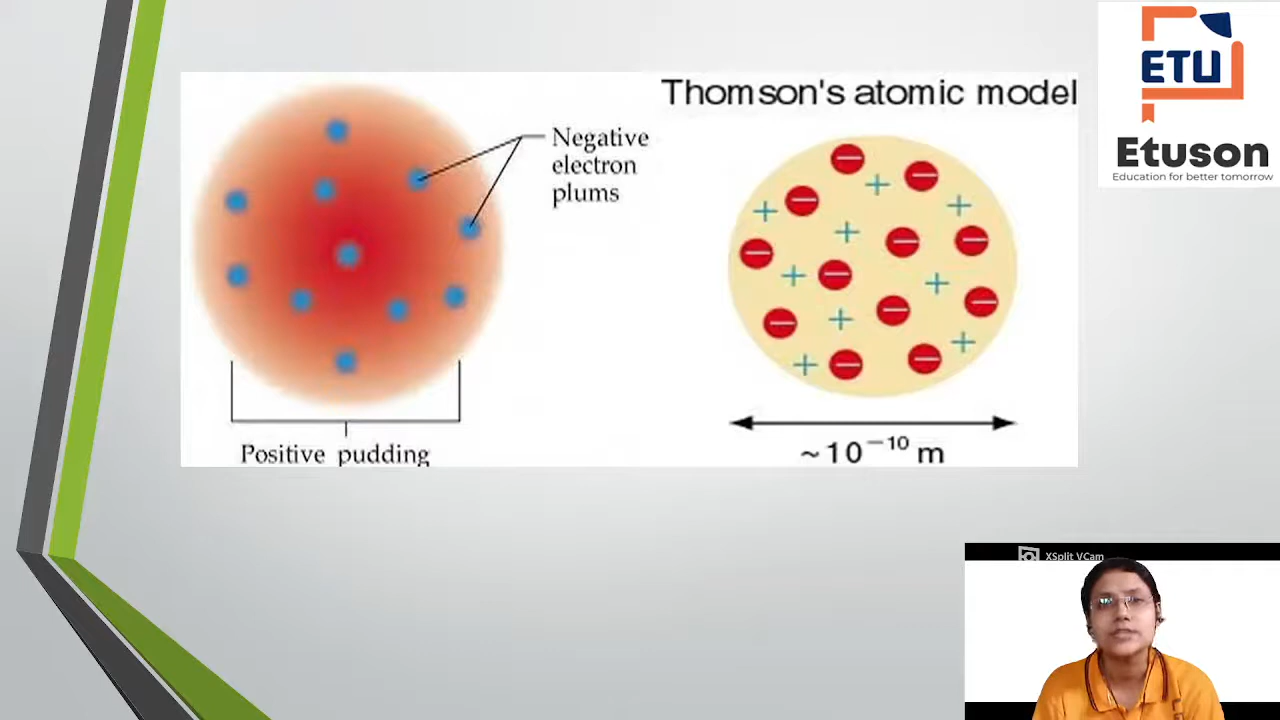 Thomson's atomic model
Negative
electron
plums
Positive pudding
~10⁻¹⁰ m
ETU
Etuson
Education for better tomorrow
XSplit VCam